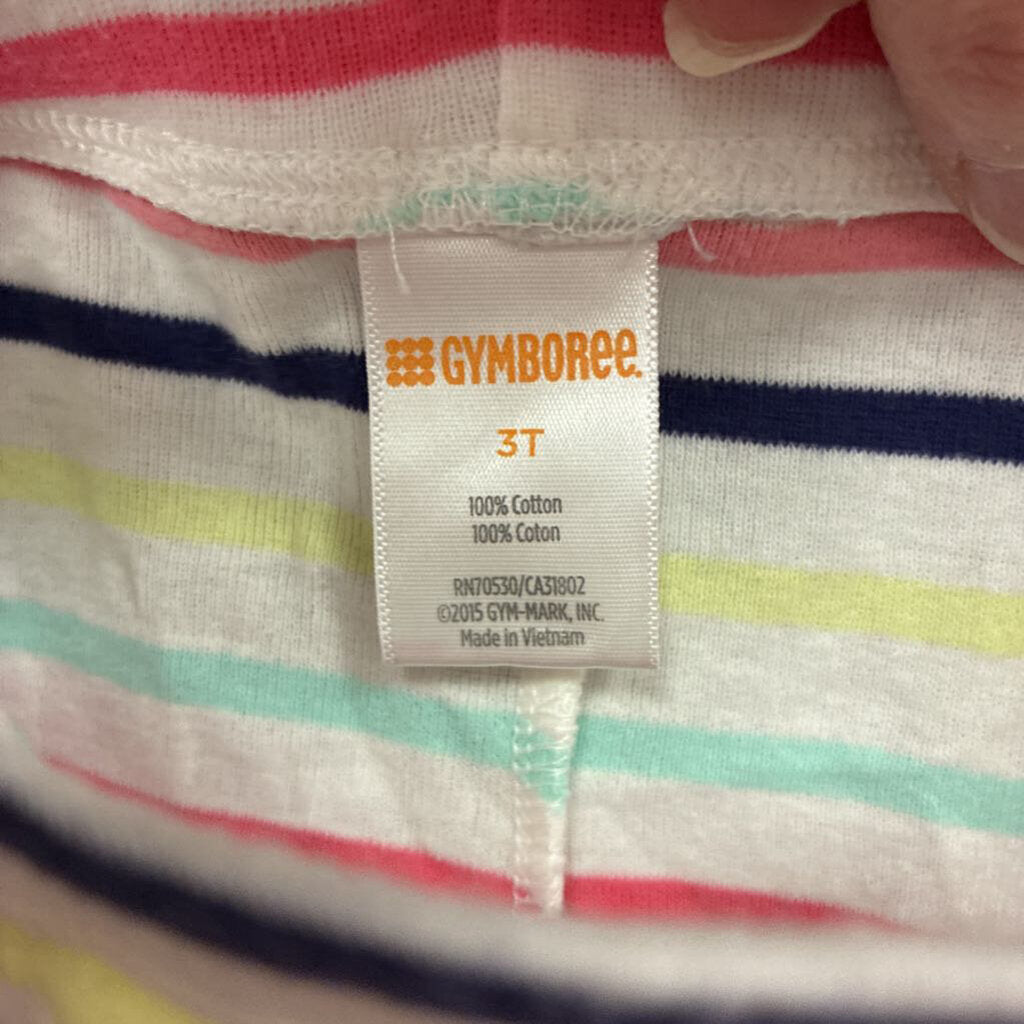 GYMBOREE.
3T
100% Cotton
100% Coton
RN70530/CA31802
©2015 GYM-MARK, INC.
Made in Vietnam